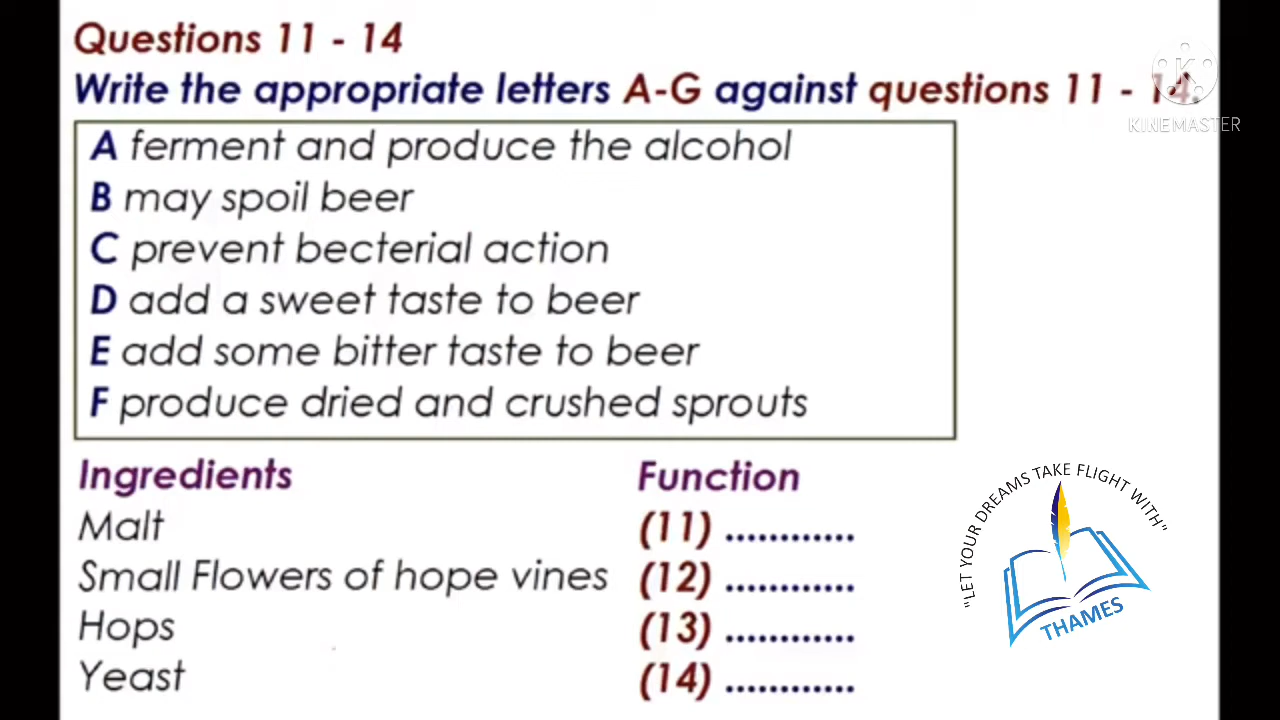 Questions 11 - 14
Write the appropriate letters A-G against questions 11 - 14.
KINEMASTER
A ferment and produce the alcohol
B may spoil beer
C prevent becterial action
D add a sweet taste to beer
E add some bitter taste to beer
F produce dried and crushed sprouts
Ingredients Function
Malt (11) ............
Small Flowers of hope vines (12) ............
Hops (13) ............
Yeast (14) ............
"LET YOUR DREAMS TAKE FLIGHT WITH"
THAMES